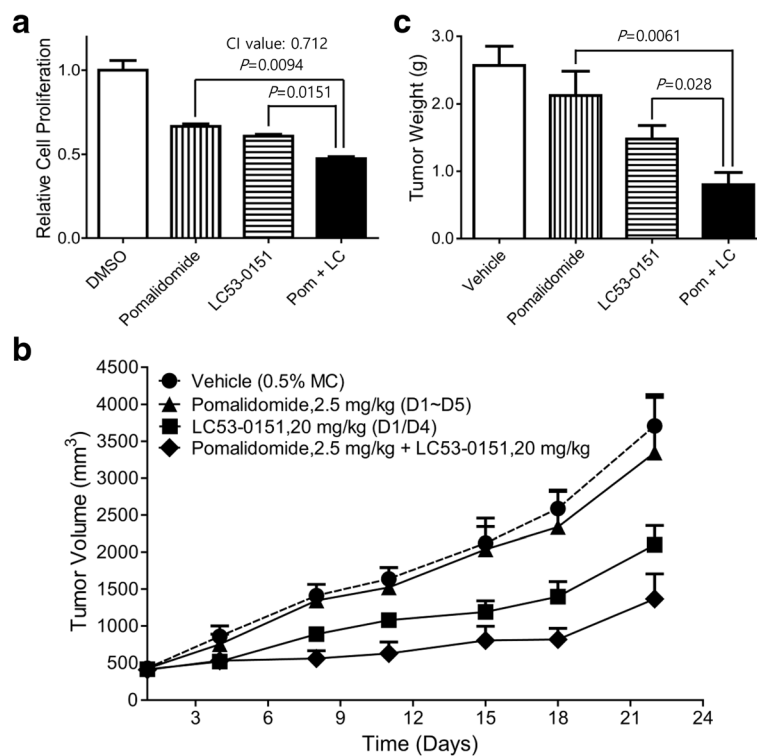 a
CI value: 0.712
P=0.0094
P=0.0151
Relative Cell Proliferation
1.0
0.5
0.0
DMSO
Pomalidomide
LC53-0151
Pom + LC
c
P=0.0061
P=0.028
Tumor Weight (g)
3.0
2.0
1.0
0.0
Vehicle
Pomalidomide
LC53-0151
Pom + LC
b
Vehicle (0.5% MC)
Pomalidomide,2.5 mg/kg (D1~D5)
LC53-0151,20 mg/kg (D1/D4)
Pomalidomide,2.5 mg/kg + LC53-0151,20 mg/kg
Tumor Volume (mm³)
4500
4000
3500
3000
2500
2000
1500
1000
500
0
3 6 9 12 15 18 21 24
Time (Days)